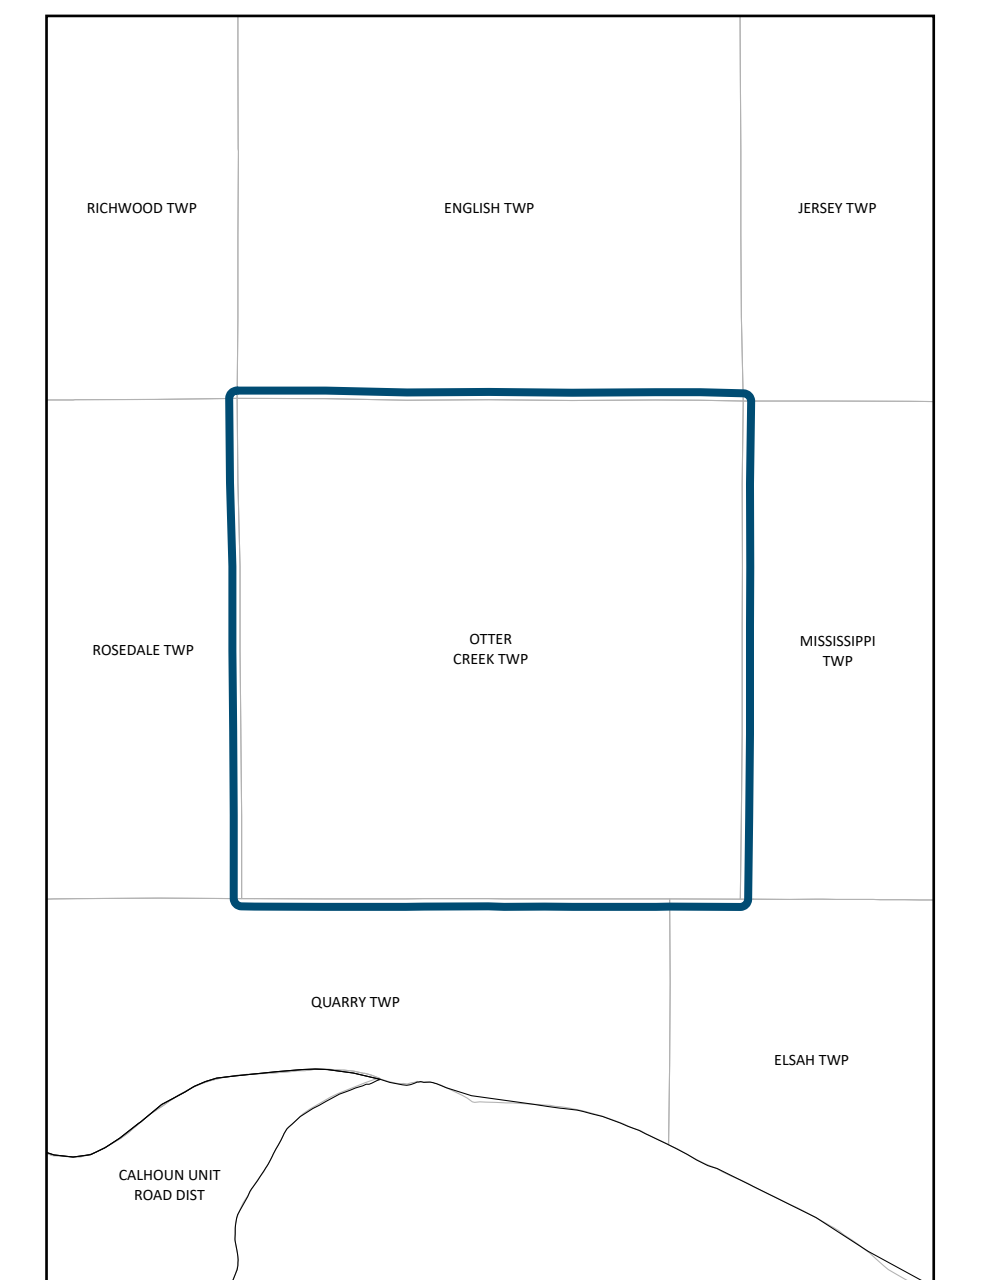 RICHWOOD TWP
ENGLISH TWP
JERSEY TWP
ROSEDALE TWP
OTTER
CREEK TWP
MISSISSIPPI
TWP
QUARRY TWP
ELSAH TWP
CALHOUN UNIT
ROAD DIST